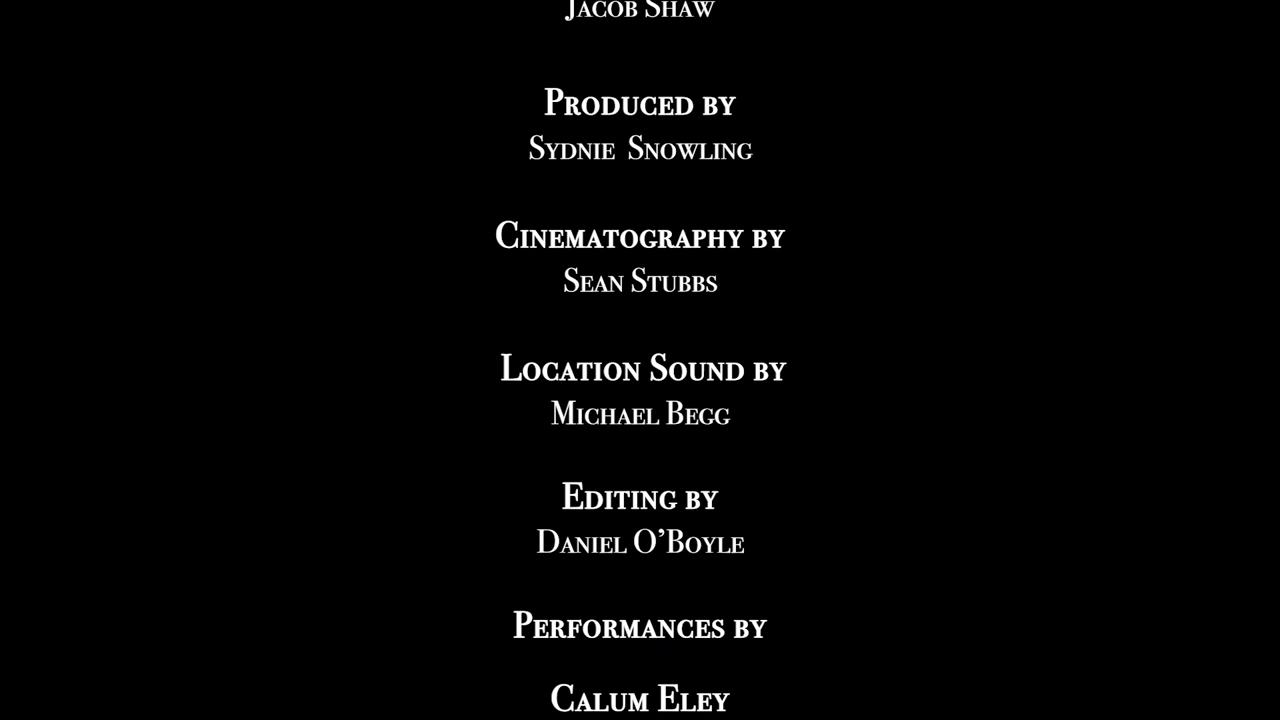 Jacob Shaw
Produced by
Sydnie Snowling
Cinematography by
Sean Stubbs
Location Sound by
Michael Begg
Editing by
Daniel O’Boyle
Performances by
Calum Eley